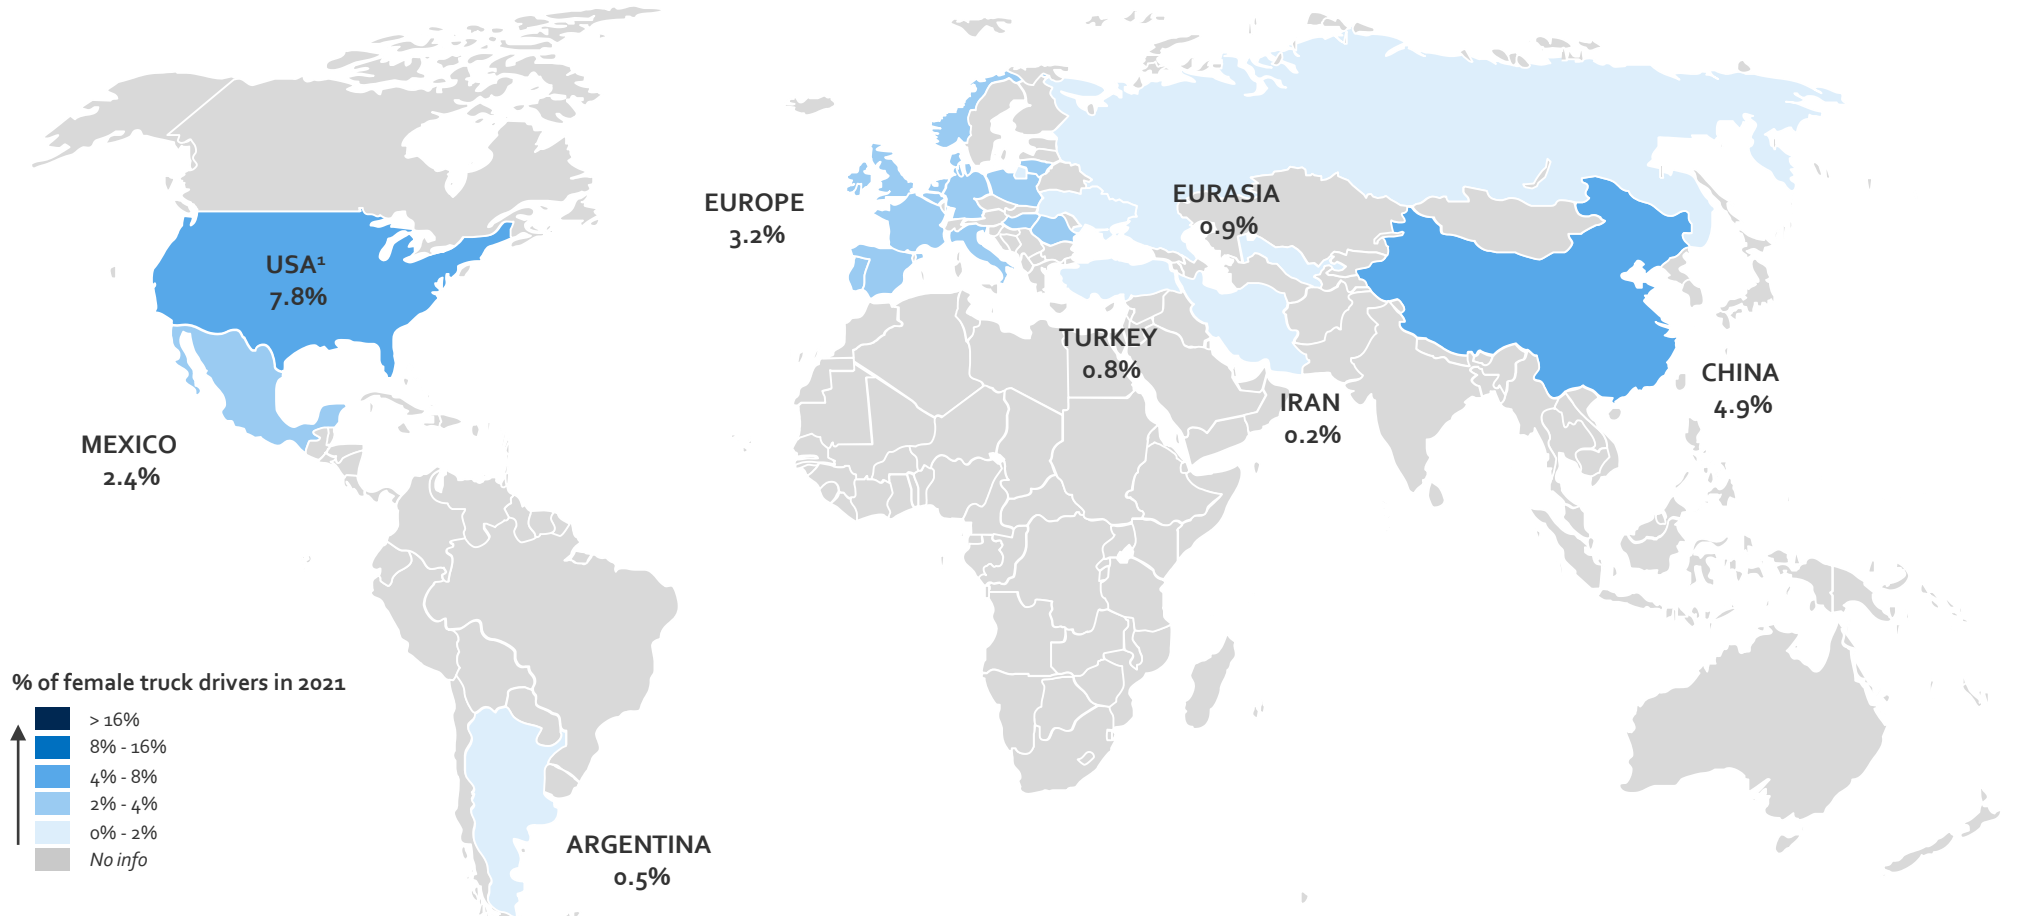 EUROPE
3.2%
EURASIA
0.9%
USA¹
7.8%
TURKEY
0.8%
CHINA
4.9%
IRAN
0.2%
MEXICO
2.4%
% of female truck drivers in 2021
> 16%
8% - 16%
4% - 8%
2% - 4%
0% - 2%
No info
ARGENTINA
0.5%